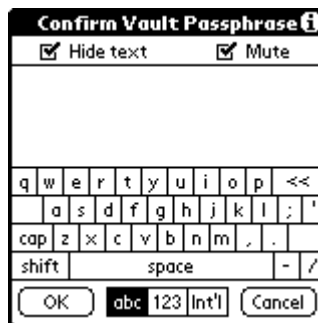 Confirm Vault Passphrase i
Hide text Mute
q w e r t y u i o p <<
a s d f g h j k l ; '
cap z x c v b n m , .
shift space - /
OK abc 123 Int'l Cancel